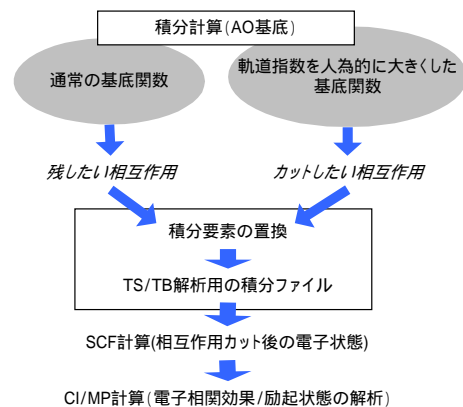 積分計算(AO基底)
通常の基底関数
軌道指数を人為的に大きくした
基底関数
残したい相互作用
カットしたい相互作用
積分要素の置換
TS/TB解析用の積分ファイル
SCF計算(相互作用カット後の電子状態)
CI/MP計算(電子相関効果/励起状態の解析)